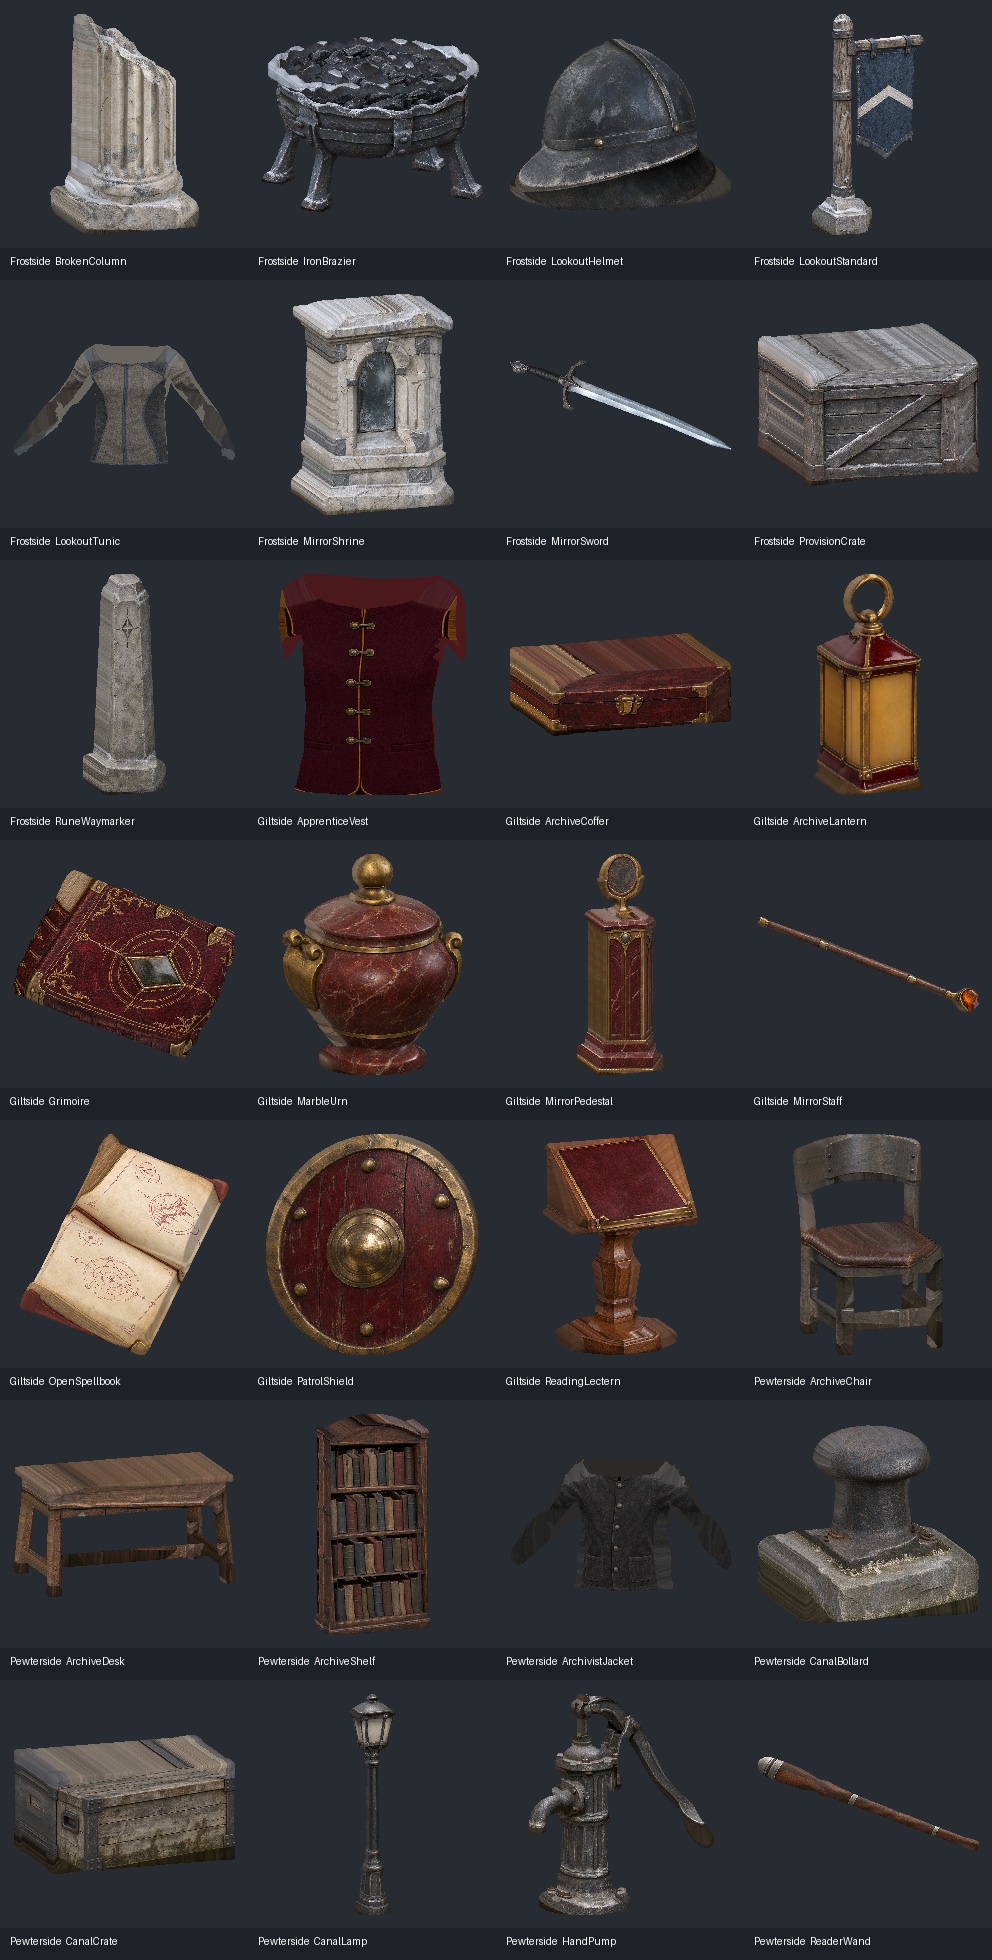 Frostside BrokenColumn
Frostside IronBrazier
Frostside LookoutHelmet
Frostside LookoutStandard
Frostside LookoutTunic
Frostside MirrorShrine
Frostside MirrorSword
Frostside ProvisionCrate
Frostside RuneWaymarker
Giltside ApprenticeVest
Giltside ArchiveCoffer
Giltside ArchiveLantern
Giltside Grimoire
Giltside MarbleUrn
Giltside MirrorPedestal
Giltside MirrorStaff
Giltside OpenSpellbook
Giltside PatrolShield
Giltside ReadingLectern
Pewterside ArchiveChair
Pewterside ArchiveDesk
Pewterside ArchiveShelf
Pewterside ArchivistJacket
Pewterside CanalBollard
Pewterside CanalCrate
Pewterside CanalLamp
Pewterside HandPump
Pewterside ReaderWand